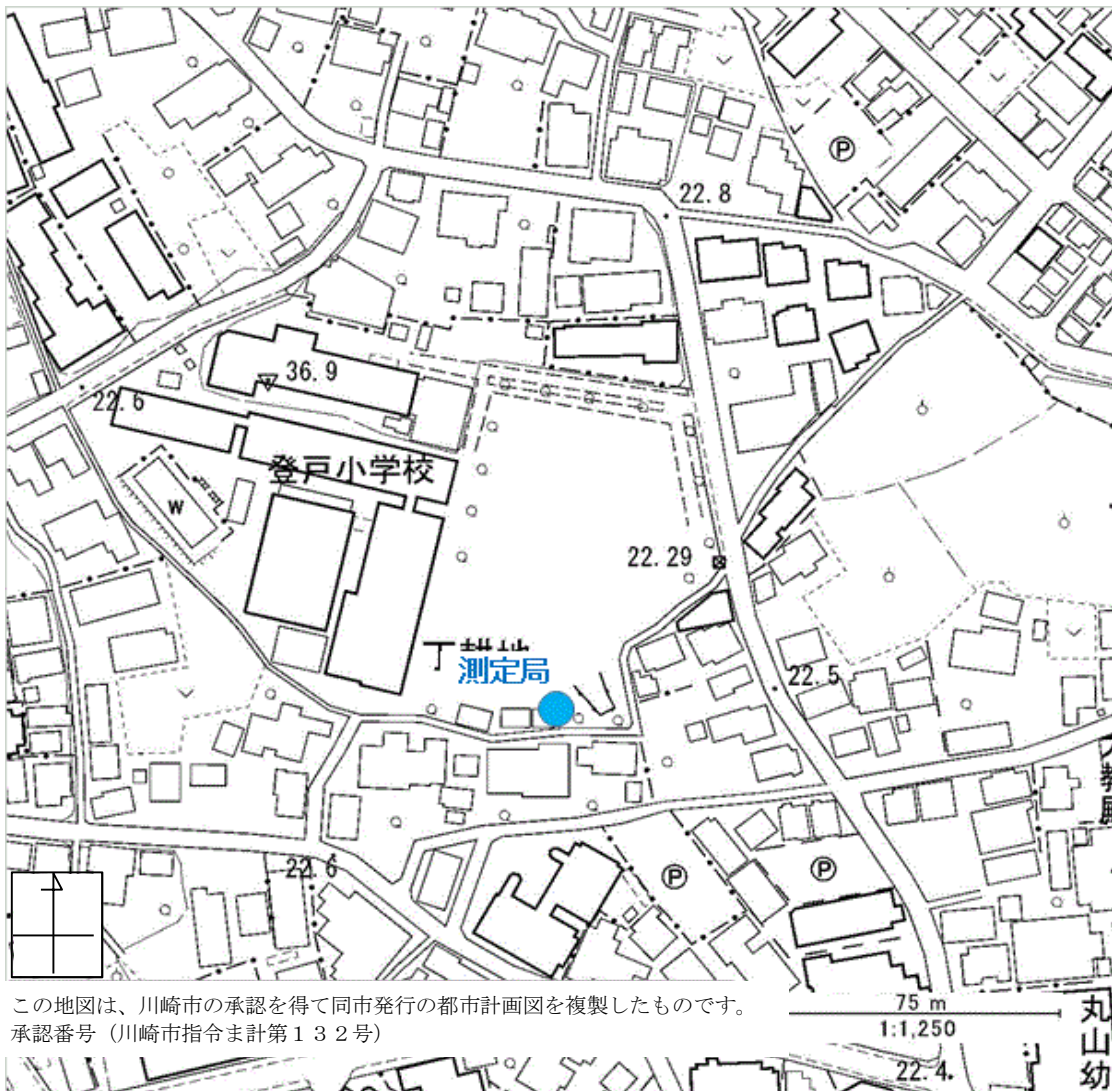 Ⓟ
22.8
36.9
22.6
登戸小学校
W
22.29
測定局
22.5
22.6
Ⓟ
Ⓟ
この地図は、川崎市の承認を得て同市発行の都市計画図を複製したものです。
承認番号（川崎市指令ま計第132号）
75 m
1:1,250
丸山幼
22.4